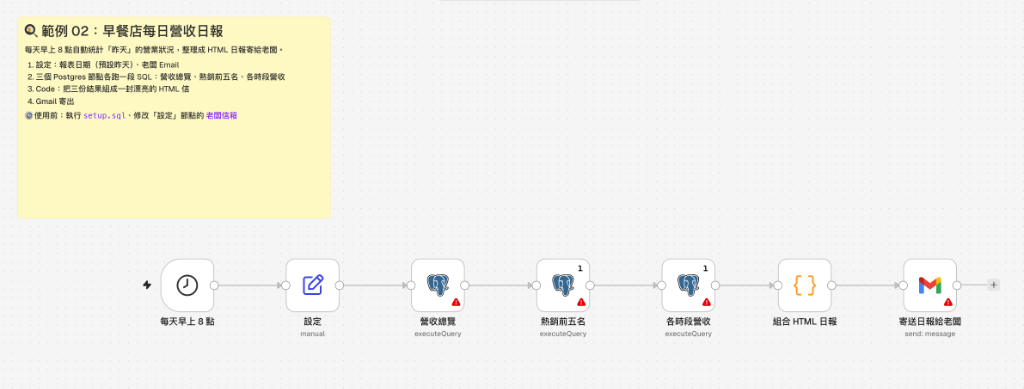 範例 02：早餐店每日營收日報
每天早上 8 點自動統計「昨天」的營業狀況，整理成 HTML 日報寄給老闆。
1. 設定：報表日期（預設昨天）、老闆 Email
2. 三個 Postgres 節點各跑一段 SQL：營收總覽、熱銷前五名、各時段營收
3. Code：把三份結果組成一封漂亮的 HTML 信
4. Gmail 寄出
使用前：執行 setup.sql、修改「設定」節點的 老闆信箱
1
1
每天早上 8 點
設定
營收總覽
熱銷前五名
各時段營收
組合 HTML 日報
寄送日報給老闆
manual
executeQuery
executeQuery
executeQuery
send: message